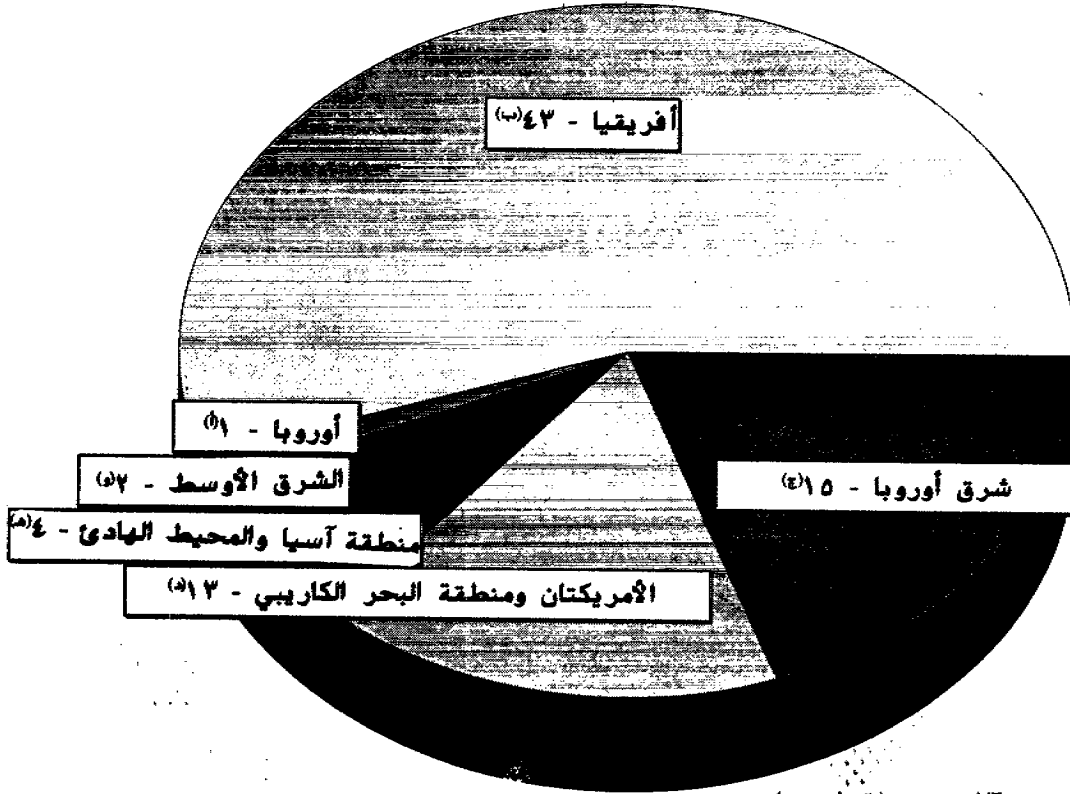 أفريقيا - ٤٣(ب)
أوروبا - ١(أ)
الشرق الأوسط - ٢(و)
شرق أوروبا - ١٥(ج)
منطقة آسيا والمحيط الهادئ - ٤(ه)
الأمريكتان ومنطقة البحر الكاريبي - ١٣(د)